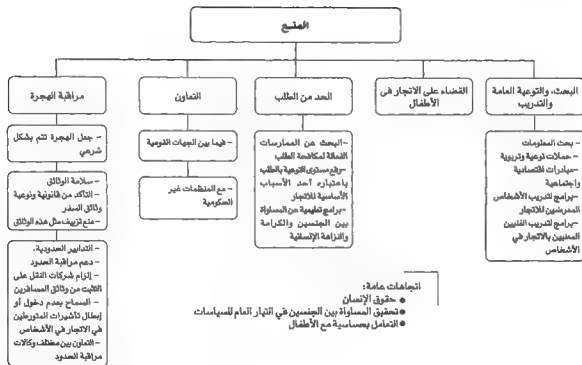 المنع
البحث، والتوعية العامة
والتدريب
القضاء على الاتجار فى
الأطفال
الحد من الطلب
التعاون
مراقبة الهجرة
- بحث المعلومات
- حملات توعية وتربوية
- مبادرات اقتصادية
واجتماعية
- برامج لتدريب الأشخاص
المعرضين للاتجار
- برامج لتدريب الفنيين
المعنيين بالاتجار في
الأشخاص
- البحث عن الممارسات
الفعالة لمكافحة الطلب
- رفع مستوى التوعية بالطلب
باعتباره أحد الأسباب
الأساسية للاتجار
- برامج تعليمية عن المساواة
بين الجنسين والكرامة
والنزاهة الإنسانية
- فيما بين الجهات القومية
- مع المنظمات غير
الحكومية
- جعل الهجرة تتم بشكل
شرعي
- سلامة الوثائق
- التأكد من قانونية ونوعية
وثائق السفر
- منع تزييف مثل هذه الوثائق
- التدابير الحدودية.
- دعم مراقبة الحدود
- إلزام شركات النقل على
التثبت من وثائق المسافرين
- السماح بعدم دخول أو
إبطال تأشيرات المتورطين
في الاتجار في الأشخاص
- التعاون بين مختلف وكالات
مراقبة الحدود
اتجاهات عامة:
● حقوق الإنسان
● تحقيق المساواة بين الجنسين في التيار العام للسياسات
● التعامل بحساسية مع الأطفال